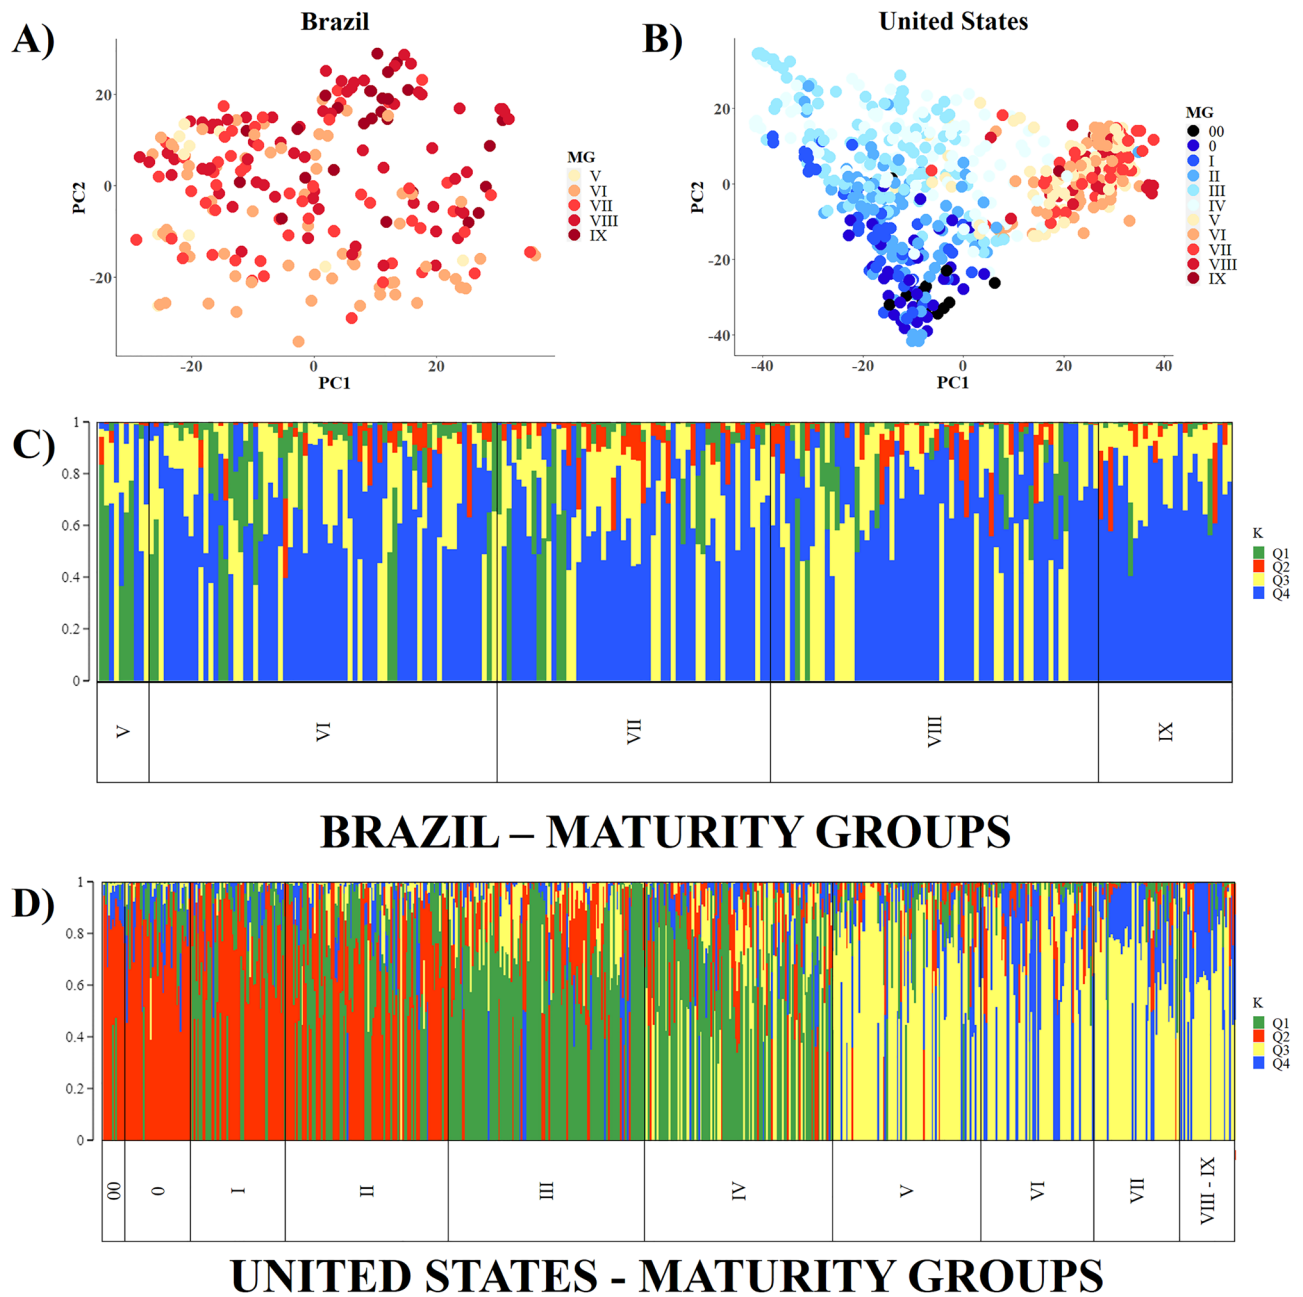 A)
Brazil
PC2
20
0
-20
-20
0
20
PC1
MG
V
VI
VII
VIII
IX
B)
United States
PC2
20
0
-20
-40
-40
-20
0
20
40
PC1
MG
00
0
I
II
III
IV
V
VI
VII
VIII
IX
C)
1
0.8
0.6
0.4
0.2
0
K
Q1
Q2
Q3
Q4
V
VI
VII
VIII
IX
BRAZIL – MATURITY GROUPS
D)
1
0.8
0.6
0.4
0.2
0
K
Q1
Q2
Q3
Q4
00
0
I
II
III
IV
V
VI
VII
VIII - IX
UNITED STATES - MATURITY GROUPS